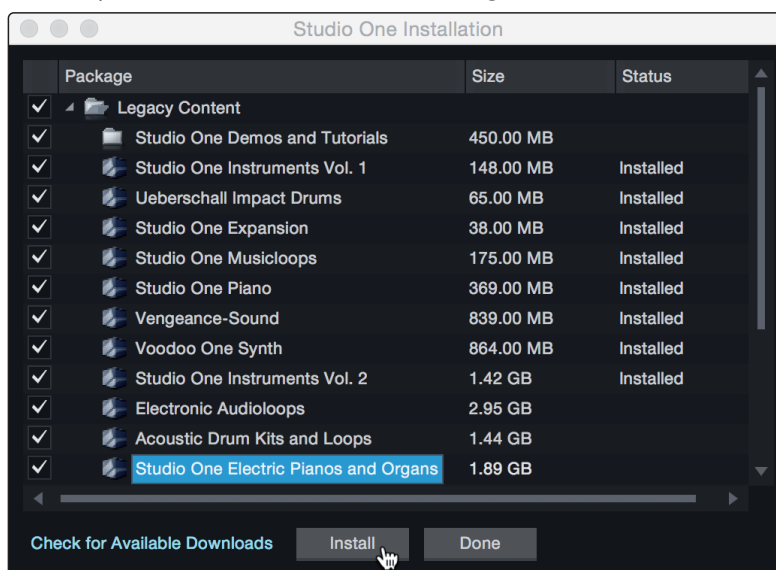 Studio One Installation
Package Size Status
Legacy Content
Studio One Demos and Tutorials 450.00 MB
Studio One Instruments Vol. 1 148.00 MB Installed
Ueberschall Impact Drums 65.00 MB Installed
Studio One Expansion 38.00 MB Installed
Studio One Musicloops 175.00 MB Installed
Studio One Piano 369.00 MB Installed
Vengeance-Sound 839.00 MB Installed
Voodoo One Synth 864.00 MB Installed
Studio One Instruments Vol. 2 1.42 GB Installed
Electronic Audioloops 2.95 GB
Acoustic Drum Kits and Loops 1.44 GB
Studio One Electric Pianos and Organs 1.89 GB
Check for Available Downloads Install Done